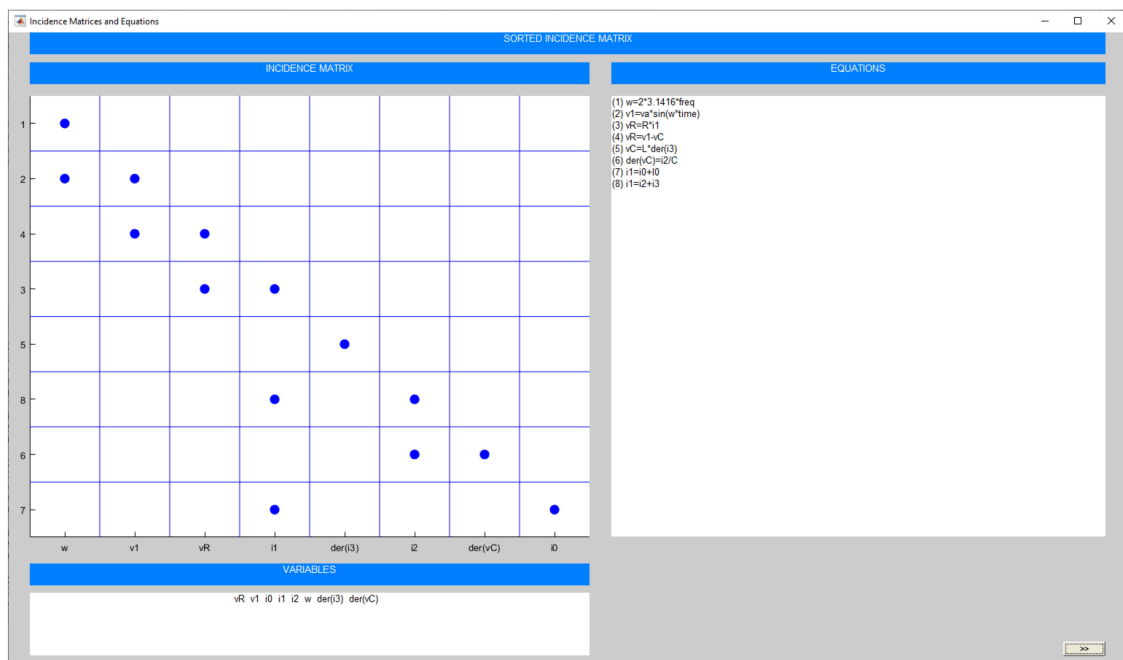 Incidence Matrices and Equations
SORTED INCIDENCE MATRIX
INCIDENCE MATRIX
1
2
4
3
5
8
6
7
w v1 vR i1 der(i3) i2 der(vC) i0
VARIABLES
vR v1 i0 i1 i2 w der(i3) der(vC)
EQUATIONS
(1) w=2*3.1416*freq
(2) v1=va*sin(w*time)
(3) vR=R*i1
(4) vR=v1-vC
(5) vC=L*der(i3)
(6) der(vC)=i2/C
(7) i1=i0+I0
(8) i1=i2+i3
>>